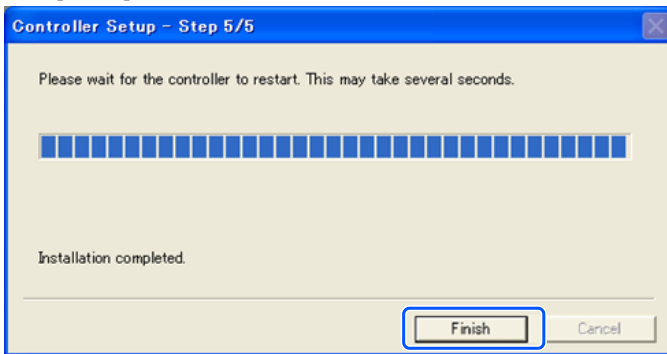 Controller Setup - Step 5/5
Please wait for the controller to restart. This may take several seconds.
Installation completed.
Finish
Cancel